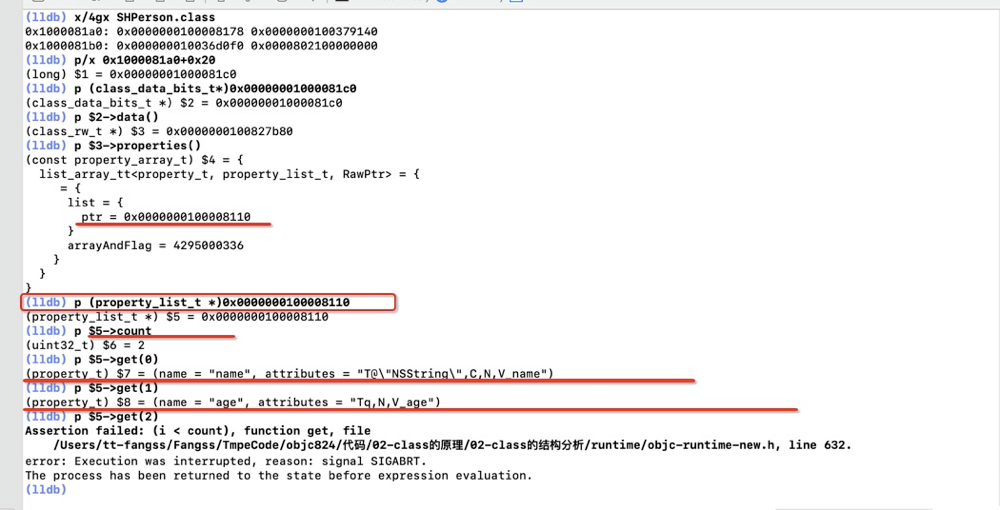 (lldb) x/4gx SHPerson.class
0x1000081a0: 0x0000000100008178 0x0000000100379140
0x1000081b0: 0x000000010036d0f0 0x0000802100000000
(lldb) p/x 0x1000081a0+0x20
(long) $1 = 0x00000001000081c0
(lldb) p (class_data_bits_t*)0x00000001000081c0
(class_data_bits_t *) $2 = 0x00000001000081c0
(lldb) p $2->data()
(class_rw_t *) $3 = 0x0000000100827b80
(lldb) p $3->properties()
(const property_array_t) $4 = {
  list_array_tt<property_t, property_list_t, RawPtr> = {
     = {
      list = {
        ptr = 0x0000000100008110
      }
      arrayAndFlag = 4295000336
    }
  }
}
(lldb) p (property_list_t *)0x0000000100008110
(property_list_t *) $5 = 0x0000000100008110
(lldb) p $5->count
(uint32_t) $6 = 2
(lldb) p $5->get(0)
(property_t) $7 = (name = "name", attributes = "T@\"NSString\",C,N,V_name")
(lldb) p $5->get(1)
(property_t) $8 = (name = "age", attributes = "Tq,N,V_age")
(lldb) p $5->get(2)
Assertion failed: (i < count), function get, file
/Users/tt-fangss/Fangss/TmpeCode/objc824/代码/02-class的原理/02-class的结构分析/runtime/objc-runtime-new.h, line 632.
error: Execution was interrupted, reason: signal SIGABRT.
The process has been returned to the state before expression evaluation.
(lldb)